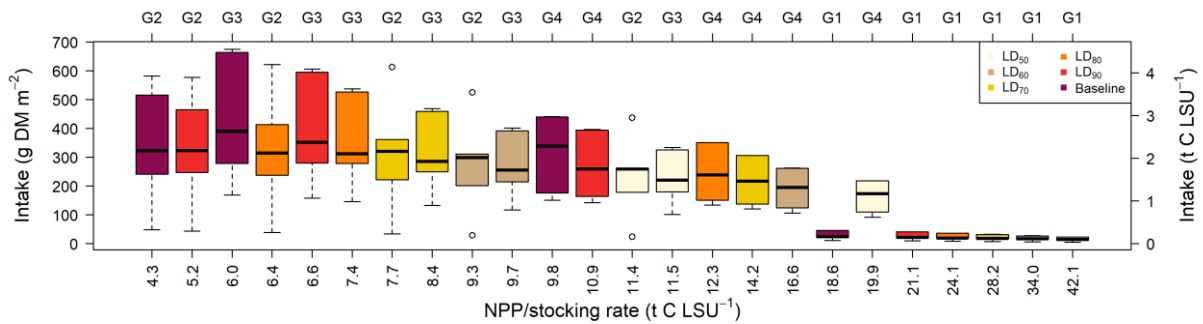 G2 G2 G3 G2 G3 G3 G2 G3 G2 G3 G4 G4 G2 G3 G4 G4 G4 G1 G4 G1 G1 G1 G1 G1
700
600
500
400
300
200
100
0
Intake (g DM m⁻²)
LD₅₀ LD₈₀
LD₆₀ LD₉₀
LD₇₀ Baseline
4
3
2
1
0
Intake (t C LSU⁻¹)
4.3 5.2 6.0 6.4 6.6 7.4 7.7 8.4 9.3 9.7 9.8 10.9 11.4 11.5 12.3 14.2 16.6 18.6 19.9 21.1 24.1 28.2 34.0 42.1
NPP/stocking rate (t C LSU⁻¹)